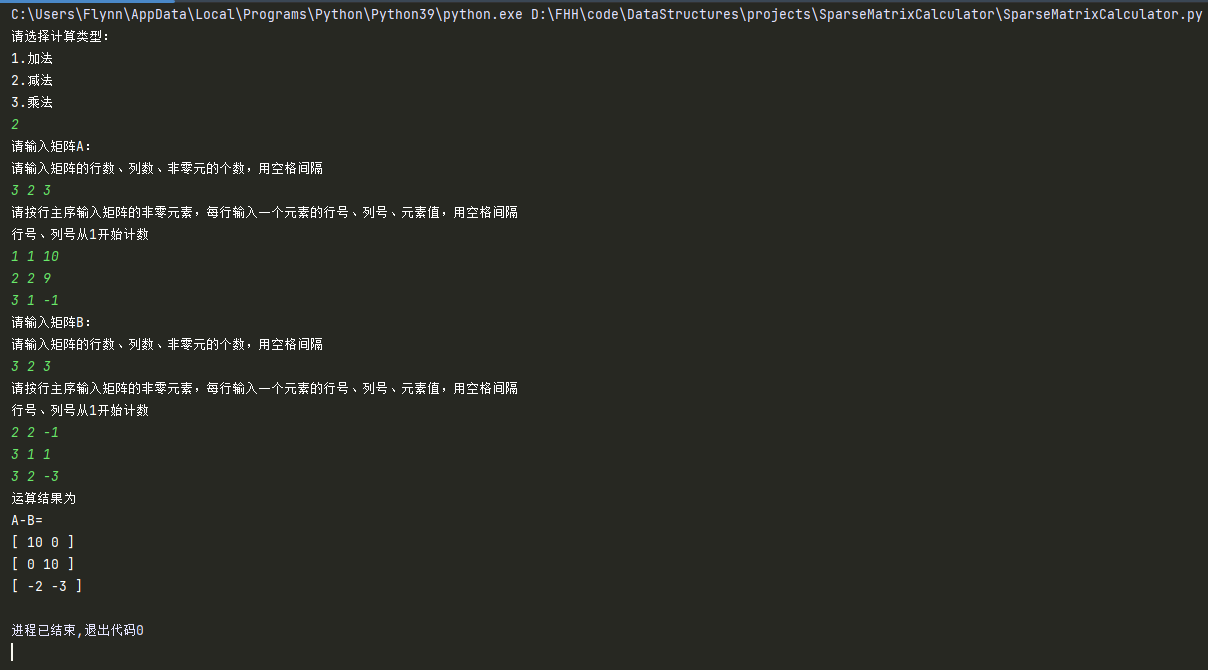 C:\Users\Flynn\AppData\Local\Programs\Python\Python39\python.exe D:\FHH\code\DataStructures\projects\SparseMatrixCalculator\SparseMatrixCalculator.py
请选择计算类型:
1.加法
2.减法
3.乘法
2
请输入矩阵A:
请输入矩阵的行数、列数、非零元的个数，用空格间隔
3 2 3
请按行主序输入矩阵的非零元素，每行输入一个元素的行号、列号、元素值，用空格间隔
行号、列号从1开始计数
1 1 10
2 2 9
3 1 -1
请输入矩阵B:
请输入矩阵的行数、列数、非零元的个数，用空格间隔
3 2 3
请按行主序输入矩阵的非零元素，每行输入一个元素的行号、列号、元素值，用空格间隔
行号、列号从1开始计数
2 2 -1
3 1 1
3 2 -3
运算结果为
A-B=
[ 10 0 ]
[ 0 10 ]
[ -2 -3 ]
进程已结束,退出代码0